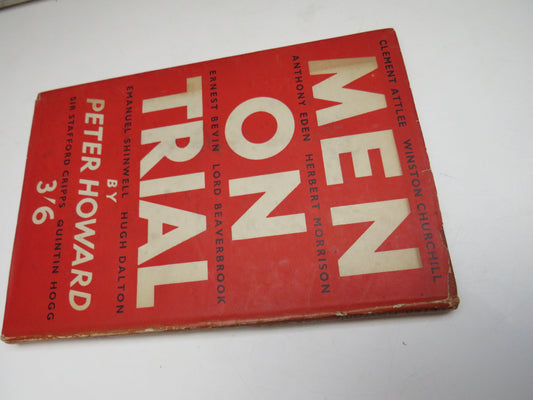 CLEMENT ATTLEE WINSTON CHURCHILL
MEN
ANTHONY EDEN HERBERT MORRISON
ON
ERNEST BEVIN LORD BEAVERBROOK
TRIAL
EMANUEL SHINWELL HUGH DALTON
BY
PETER HOWARD
SIR STAFFORD CRIPPS QUINTIN HOGG
3/6